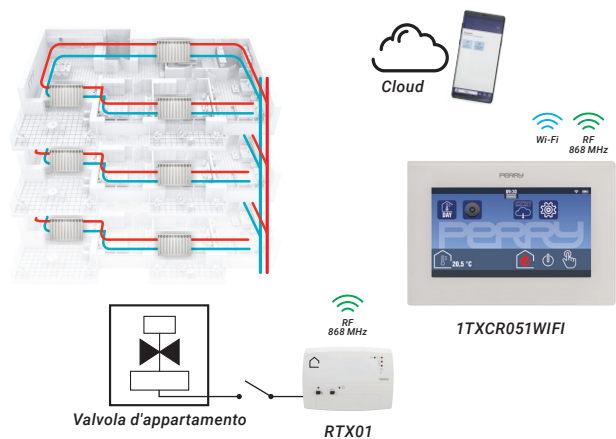 Cloud
Wi-Fi
RF
868 MHz
PERRY
09:30
DAY
PERRY
20,5 °C
1TXCR051WIFI
RF
868 MHz
Valvola d'appartamento
RTX01